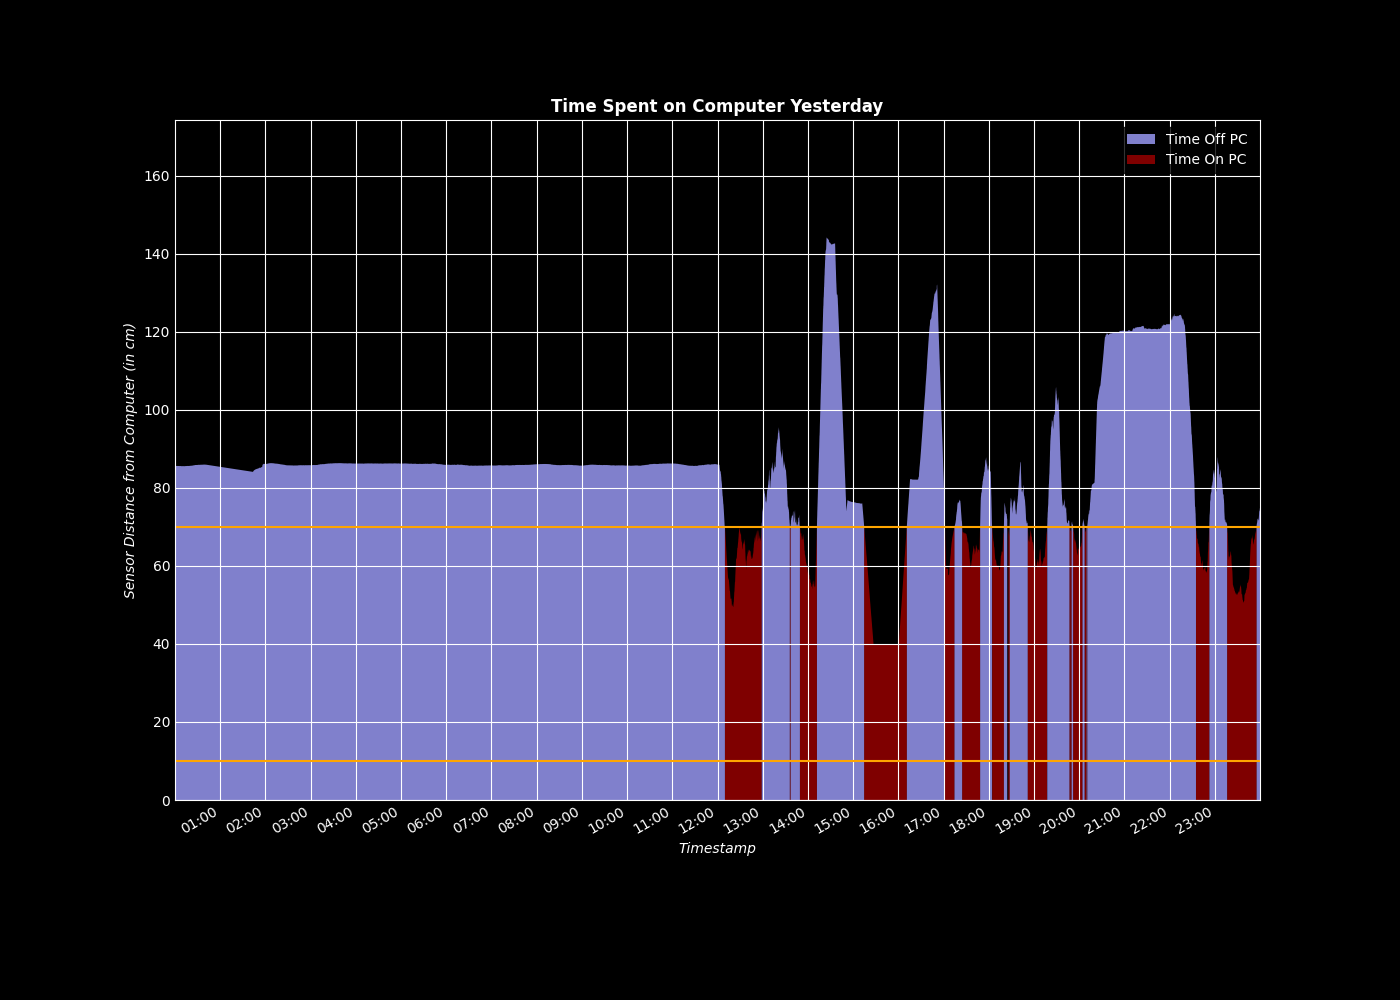 Time Spent on Computer Yesterday
Time Off PC
Time On PC
160
140
120
100
80
60
40
20
0
Sensor Distance from Computer (in cm)
01:00 02:00 03:00 04:00 05:00 06:00 07:00 08:00 09:00 10:00 11:00 12:00 13:00 14:00 15:00 16:00 17:00 18:00 19:00 20:00 21:00 22:00 23:00
Timestamp